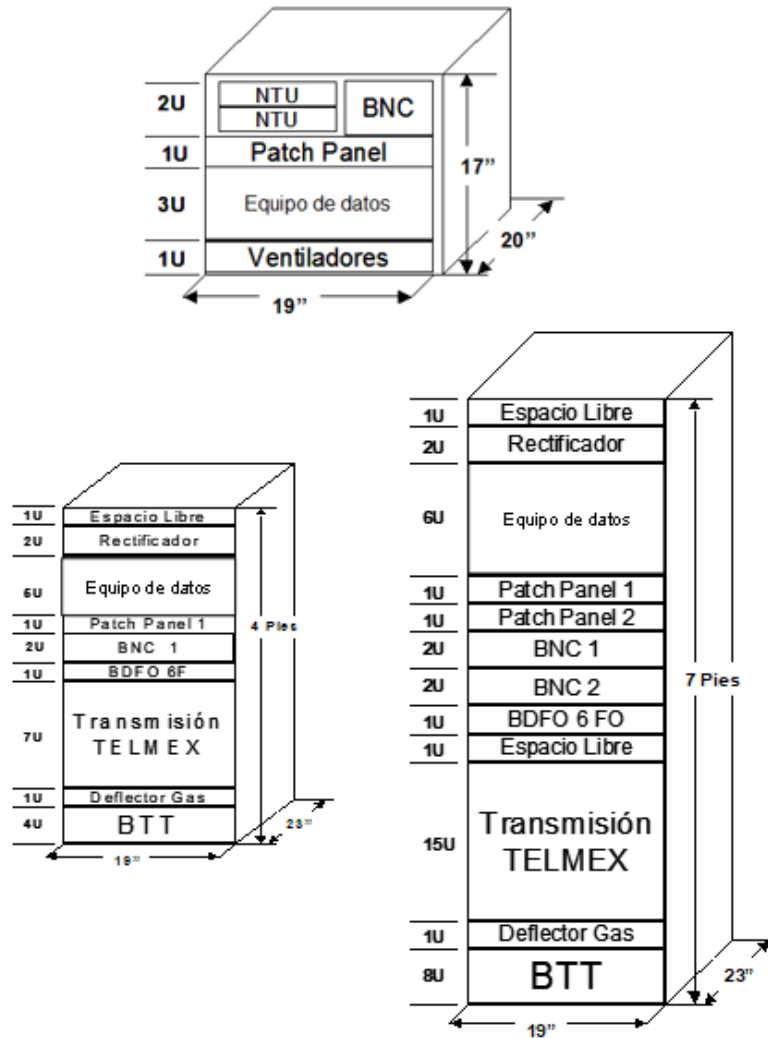 2U
NTU
NTU
BNC
1U
Patch Panel
3U
Equipo de datos
1U
Ventiladores
17”
20”
19”
1U
Espacio Libre
2U
Rectificador
5U
Equipo de datos
1U
Patch Panel 1
2U
BNC 1
1U
BDFO 6F
7U
Transmisión
TELMEX
1U
Deflector Gas
4U
BTT
4 Pies
23”
19”
1U
Espacio Libre
2U
Rectificador
6U
Equipo de datos
1U
Patch Panel 1
1U
Patch Panel 2
2U
BNC 1
2U
BNC 2
1U
BDFO 6 FO
1U
Espacio Libre
15U
Transmisión
TELMEX
1U
Deflector Gas
8U
BTT
7 Pies
23”
19”